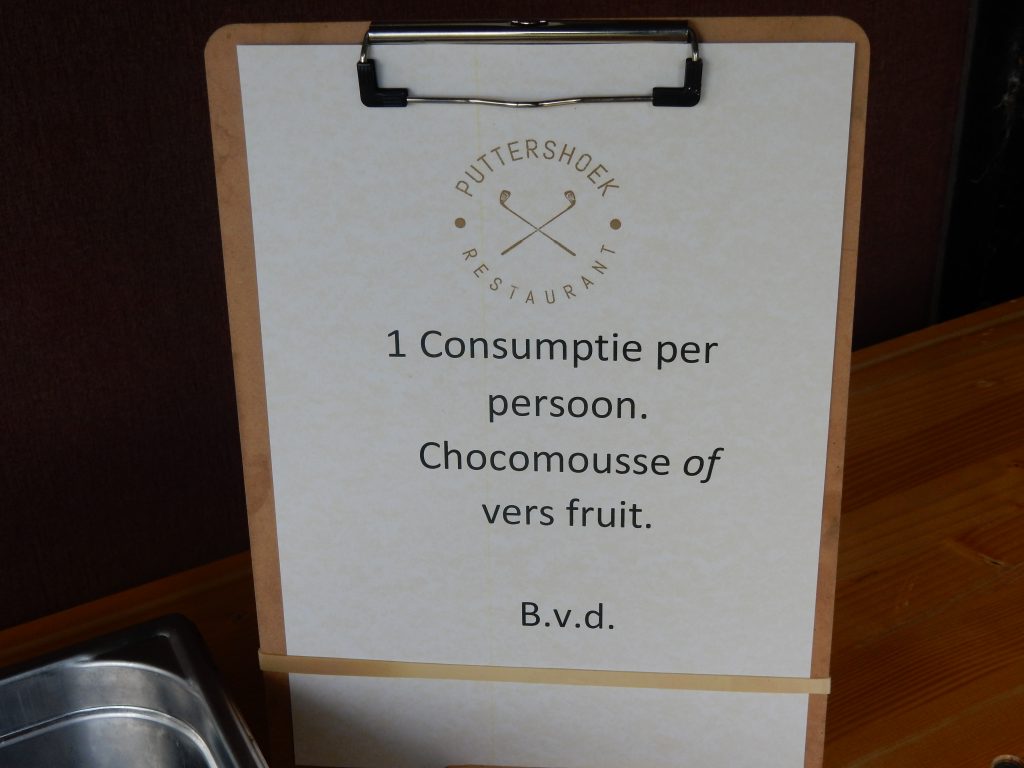 PUTTERSHOEK
RESTAURANT
1 Consumptie per
persoon.
Chocomousse of
vers fruit.
B.v.d.